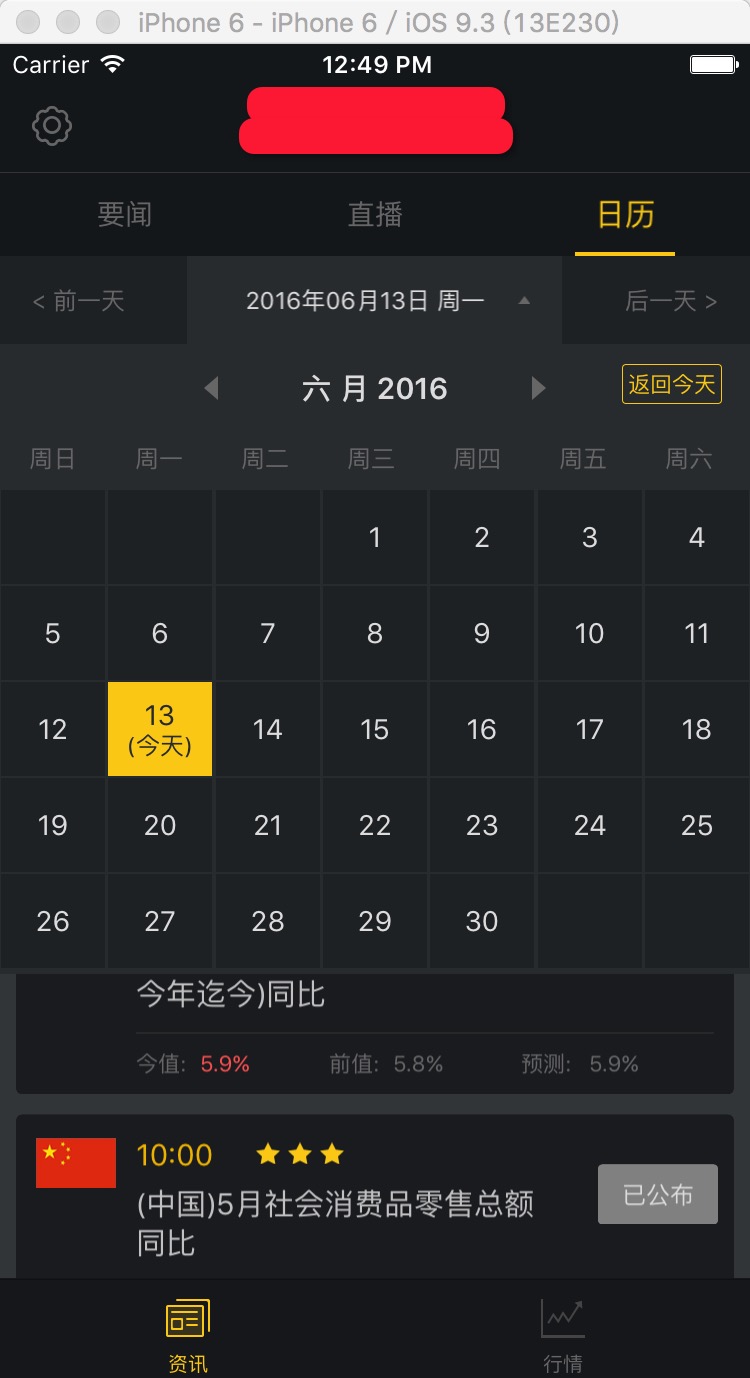 iPhone 6 - iPhone 6 / iOS 9.3 (13E230)
Carrier 12:49 PM
要闻 直播 日历
< 前一天 2016年06月13日 周一 后一天 >
六 月 2016 返回今天
周日 周一 周二 周三 周四 周五 周六
1 2 3 4
5 6 7 8 9 10 11
12 13 14 15 16 17 18
(今天)
19 20 21 22 23 24 25
26 27 28 29 30
今年迄今)同比
今值: 5.9% 前值: 5.8% 预测: 5.9%
10:00
(中国)5月社会消费品零售总额 已公布
同比
资讯 行情